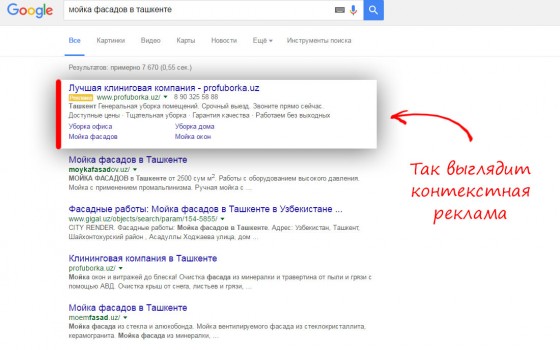 Google
мойка фасадов в ташкенте
Все Картинки Видео Карты Новости Ещё Инструменты поиска
Результатов: примерно 7 670 (0,55 сек.)
Лучшая клининговая компания - profuborka.uz
Реклама www.profuborka.uz/ 8 90 325 58 88
Ташкент Генеральная уборка помещений. Срочный выезд. Звоните прямо сейчас.
Доступные цены · Тщательная уборка · Гарантия качества · Работаем без выходных
Уборка офиса Уборка дома
Мойка фасадов Мойка окон
Так выглядит
контекстная
реклама
Мойка фасадов в Ташкенте
moykafasadov.uz/
МОЙКА ФАСАДОВ в Ташкенте от 2500 сум м². Работы с оборудованием высокого давления.
Мойка с применением промальпинизма. Ручная мойка с ...
Фасадные работы: Мойка фасадов в Ташкенте в Узбекистане ...
www.gigal.uz/objects/search/param/154-5855/
CITY RENDER, Фасадные работы: Мойка фасадов в Ташкенте. Адрес: Узбекистан, Ташкент,
Шайхонтохурский район , Асадуллы Ходжаева улица, дом ...
Клининговая компания в Ташкенте
profuborka.uz/
Мойка окон и витражей до блеска! Очистка фасада из минералки и травертина от пыли и грязи с
помощью АВД. Очистка крыш от снега, листьев и грязи, ...
Мойка фасадов в Ташкенте
moemfasad.uz/
Мойка фасада из стекла и алюкобонда. Мойка вентилируемого фасада из стеклокристаллита,
керамогранита. Мойка фасада из минералки, ...